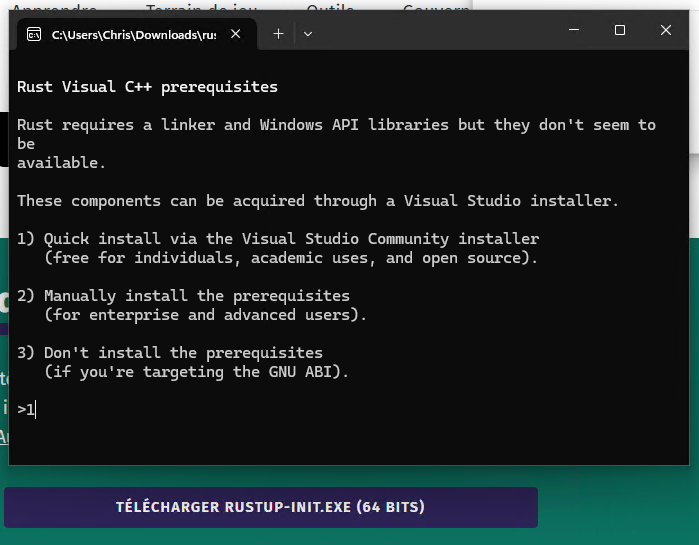 Apprendre Terrain de jeu Outils Gouvern
C:\Users\Chris\Downloads\rus
Rust Visual C++ prerequisites
Rust requires a linker and Windows API libraries but they don't seem to
be
available.
These components can be acquired through a Visual Studio installer.
1) Quick install via the Visual Studio Community installer
(free for individuals, academic uses, and open source).
2) Manually install the prerequisites
(for enterprise and advanced users).
3) Don't install the prerequisites
(if you're targeting the GNU ABI).
>1
TÉLÉCHARGER RUSTUP-INIT.EXE (64 BITS)